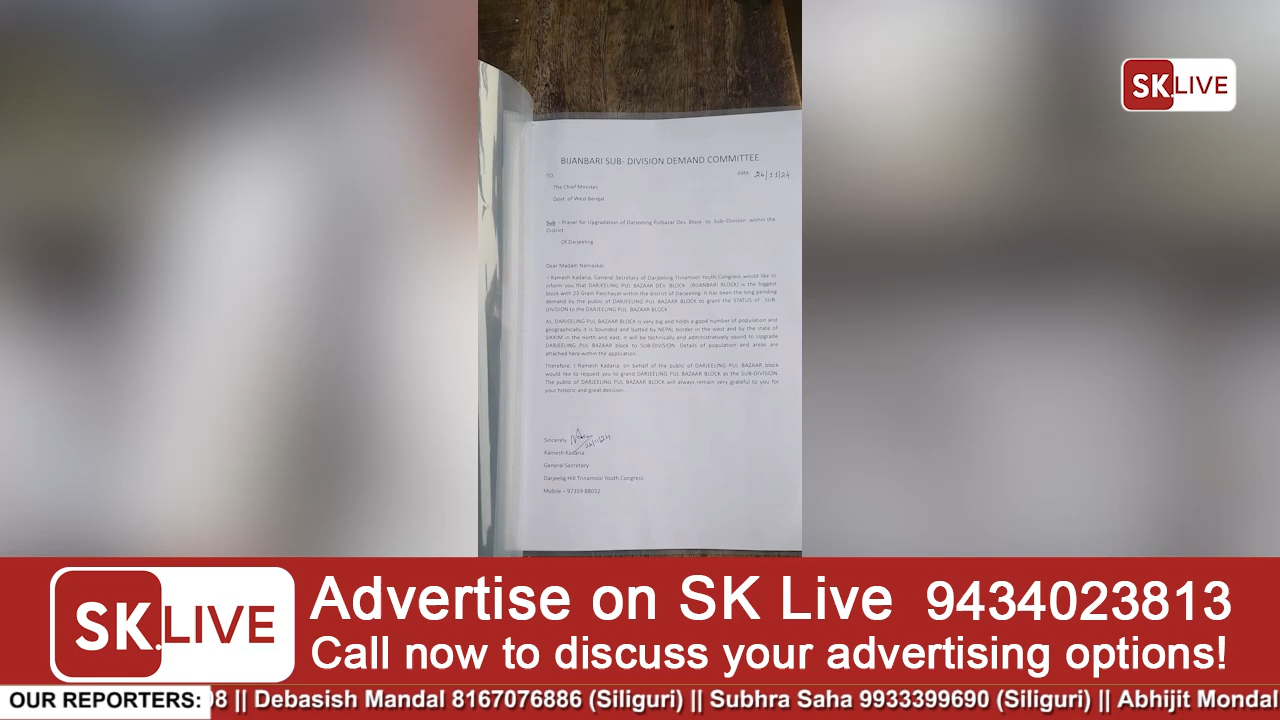 SK.LIVE
BIJANBARI SUB- DIVISION DEMAND COMMITTEE
TO, date: 26/11/24
The Chief Minister,
Govt: of West Bengal
Sub – Prayer for Upgradation of Darjeeling Pulbazar Dev. Block to Sub–Division within the
District
Of Darjeeling
Dear Madam Namaskar,
I Ramesh Kadaria, General Secretary of Darjeeling Trinamool Youth Congress would like to
inform you that DARJEELING PUL BAZAAR DEV BLOCK (BIJANBARI BLOCK) is the biggest
block with 23 Gram Panchayat within the district of Darjeeling. It has been the long pending
demand by the public of DARJEELING PUL BAZAAR BLOCK to grant the STATUS of SUB
DIVISION to the DARJEELING PUL BAZAAR BLOCK
As, DARJEELING PUL BAZAAR BLOCK is very big and holds a good number of population and
geographically it is bounded and butted by NEPAL border in the west and by the state of
SIKKIM in the north and east, it will be technically and administratively sound to Upgrade
DARJEELING PUL BAZAAR block to SUB-DIVISION. Details of population and areas are
attached here within the application.
Therefore, I Ramesh Kadaria, on behalf of the public of DARJEELING PUL BAZAAR block
would like to request you to grand DARJEELING PUL BAZAAR BLOCK as the SUB-DIVISION.
The public of DARJEELING PUL BAZAAR BLOCK will always remain very grateful to you for
your historic and great decision.
Sincerely
26/11/24
Ramesh Kadaria
General Secretery
Darjeelig Hill Trinamool Youth Congress
Mobile – 97359 88032
SK.LIVE
Advertise on SK Live 9434023813
Call now to discuss your advertising options!
OUR REPORTERS: 98 || Debasish Mandal 8167076886 (Siliguri) || Subhra Saha 9933399690 (Siliguri) || Abhijit Mondal